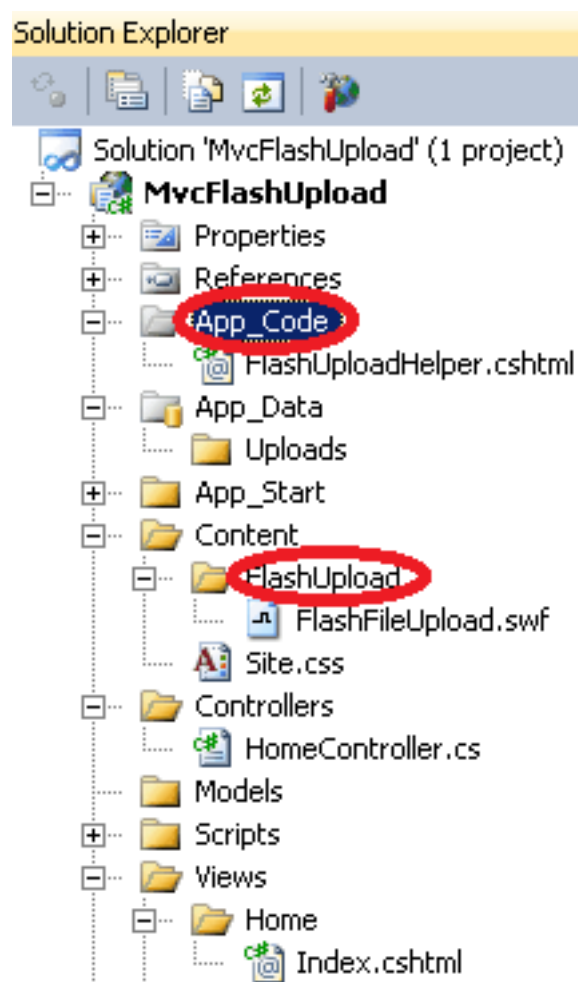 Solution Explorer
Solution 'MvcFlashUpload' (1 project)
MvcFlashUpload
Properties
References
App_Code
FlashUploadHelper.cshtml
App_Data
Uploads
App_Start
Content
FlashUpload
FlashFileUpload.swf
Site.css
Controllers
HomeController.cs
Models
Scripts
Views
Home
Index.cshtml